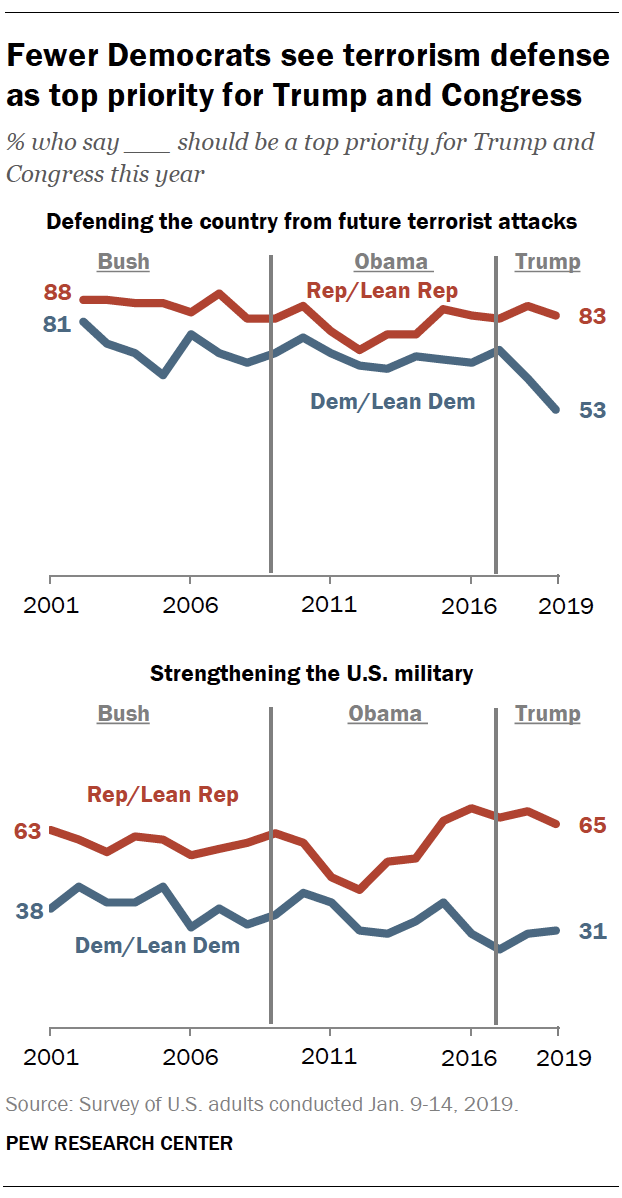 Fewer Democrats see terrorism defense
as top priority for Trump and Congress
% who say ___ should be a top priority for Trump and
Congress this year
Defending the country from future terrorist attacks
Bush Obama Trump
88 Rep/Lean Rep 83
81
Dem/Lean Dem 53
2001 2006 2011 2016 2019
Strengthening the U.S. military
Bush Obama Trump
Rep/Lean Rep
63 65
38 31
Dem/Lean Dem
2001 2006 2011 2016 2019
Source: Survey of U.S. adults conducted Jan. 9-14, 2019.
PEW RESEARCH CENTER